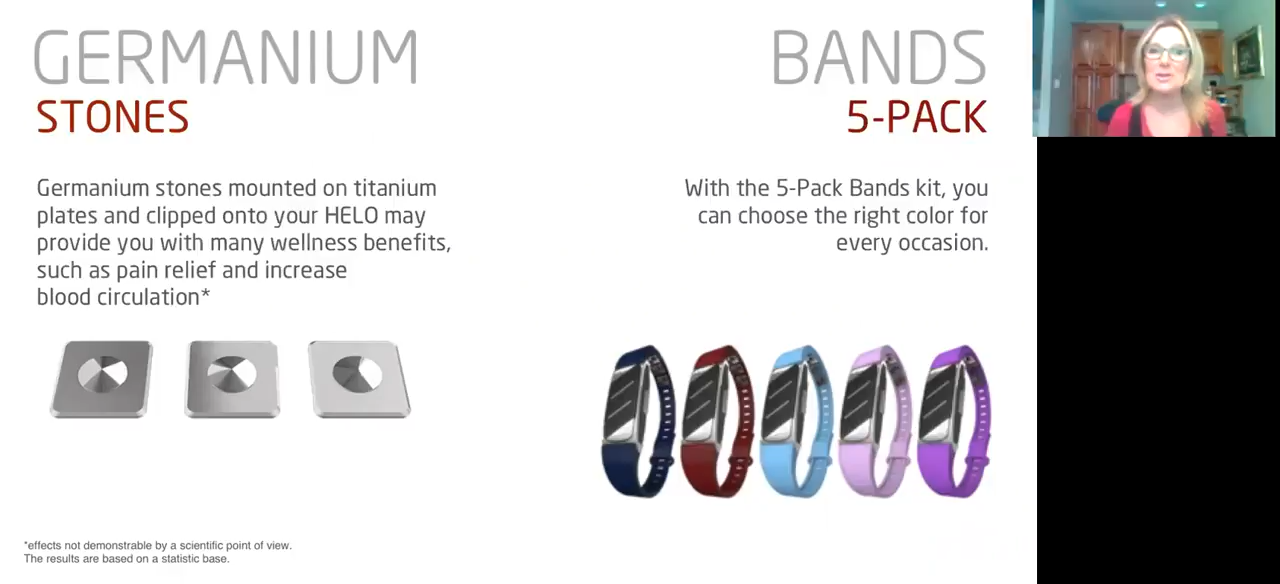 GERMANIUM
STONES
Germanium stones mounted on titanium
plates and clipped onto your HELO may
provide you with many wellness benefits,
such as pain relief and increase
blood circulation*
*effects not demonstrable by a scientific point of view.
The results are based on a statistic base.
BANDS
5-PACK
With the 5-Pack Bands kit, you
can choose the right color for
every occasion.